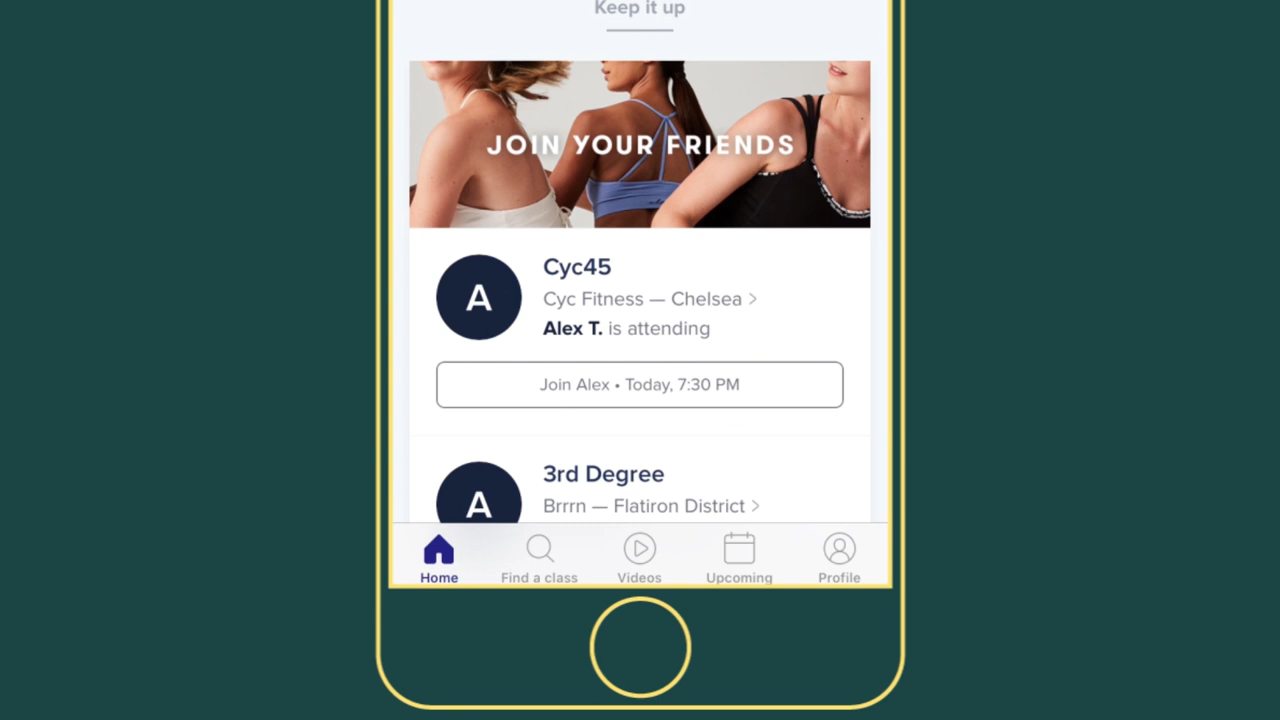 Keep it up
JOIN YOUR FRIENDS
A
Cyc45
Cyc Fitness — Chelsea >
Alex T. is attending
Join Alex • Today, 7:30 PM
A
3rd Degree
Brrrn — Flatiron District >
Home
Find a class
Videos
Upcoming
Profile